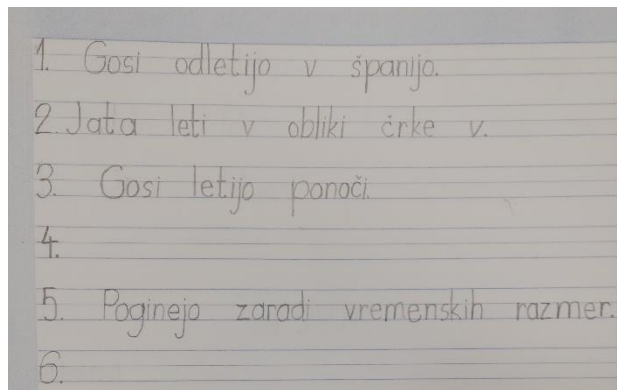 1. Gosi odletijo v španijo.
2. Jata leti v obliki črke v.
3. Gosi letijo ponoči.
4.
5. Poginejo zaradi vremenskih razmer.
6.